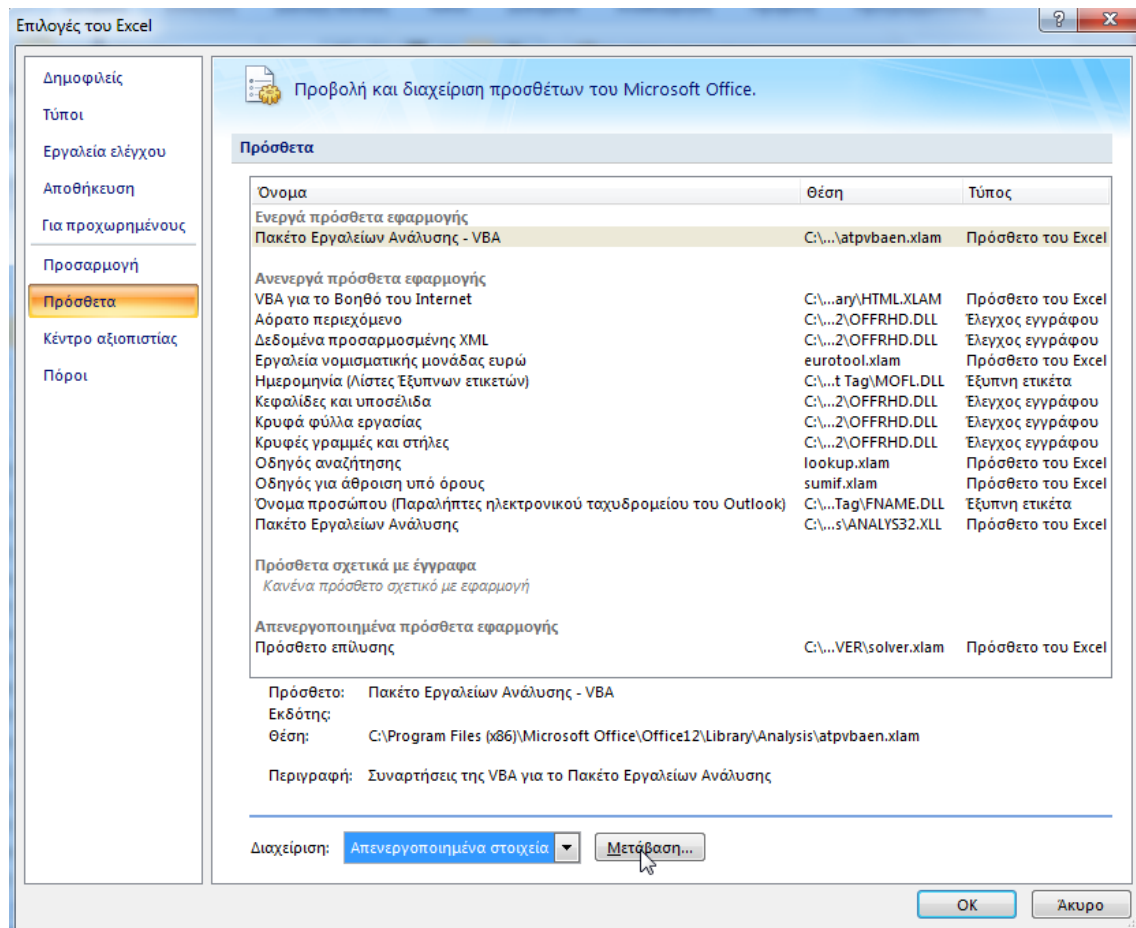 Επιλογές του Excel
?
Δημοφιλείς
Τύποι
Εργαλεία ελέγχου
Αποθήκευση
Για προχωρημένους
Προσαρμογή
Πρόσθετα
Κέντρο αξιοπιστίας
Πόροι
Προβολή και διαχείριση προσθέτων του Microsoft Office.
Πρόσθετα
Όνομα Θέση Τύπος
Ενεργά πρόσθετα εφαρμογής
Πακέτο Εργαλείων Ανάλυσης - VBA C:\...\atpvbaen.xlam Πρόσθετο του Excel
Ανενεργά πρόσθετα εφαρμογής
VBA για το Βοηθό του Internet C:\...ary\HTML.XLAM Πρόσθετο του Excel
Αόρατο περιεχόμενο C:\...2\OFFRHD.DLL Έλεγχος εγγράφου
Δεδομένα προσαρμοσμένης XML C:\...2\OFFRHD.DLL Έλεγχος εγγράφου
Εργαλεία νομισματικής μονάδας ευρώ eurotool.xlam Πρόσθετο του Excel
Ημερομηνία (Λίστες Έξυπνων ετικετών) C:\...t Tag\MOFL.DLL Έξυπνη ετικέτα
Κεφαλίδες και υποσέλιδα C:\...2\OFFRHD.DLL Έλεγχος εγγράφου
Κρυφά φύλλα εργασίας C:\...2\OFFRHD.DLL Έλεγχος εγγράφου
Κρυφές γραμμές και στήλες C:\...2\OFFRHD.DLL Έλεγχος εγγράφου
Οδηγός αναζήτησης lookup.xlam Πρόσθετο του Excel
Οδηγός για άθροιση υπό όρους sumif.xlam Πρόσθετο του Excel
Όνομα προσώπου (Παραλήπτες ηλεκτρονικού ταχυδρομείου του Outlook) C:\...Tag\FNAME.DLL Έξυπνη ετικέτα
Πακέτο Εργαλείων Ανάλυσης C:\...s\ANALYS32.XLL Πρόσθετο του Excel
Πρόσθετα σχετικά με έγγραφα
Κανένα πρόσθετο σχετικό με εφαρμογή
Απενεργοποιημένα πρόσθετα εφαρμογής
Πρόσθετο επίλυσης C:\...VER\solver.xlam Πρόσθετο του Excel
Πρόσθετο: Πακέτο Εργαλείων Ανάλυσης - VBA
Εκδότης:
Θέση: C:\Program Files (x86)\Microsoft Office\Office12\Library\Analysis\atpvbaen.xlam
Περιγραφή: Συναρτήσεις της VBA για το Πακέτο Εργαλείων Ανάλυσης
Διαχείριση: Απενεργοποιημένα στοιχεία Μετάβαση...
OK Άκυρο